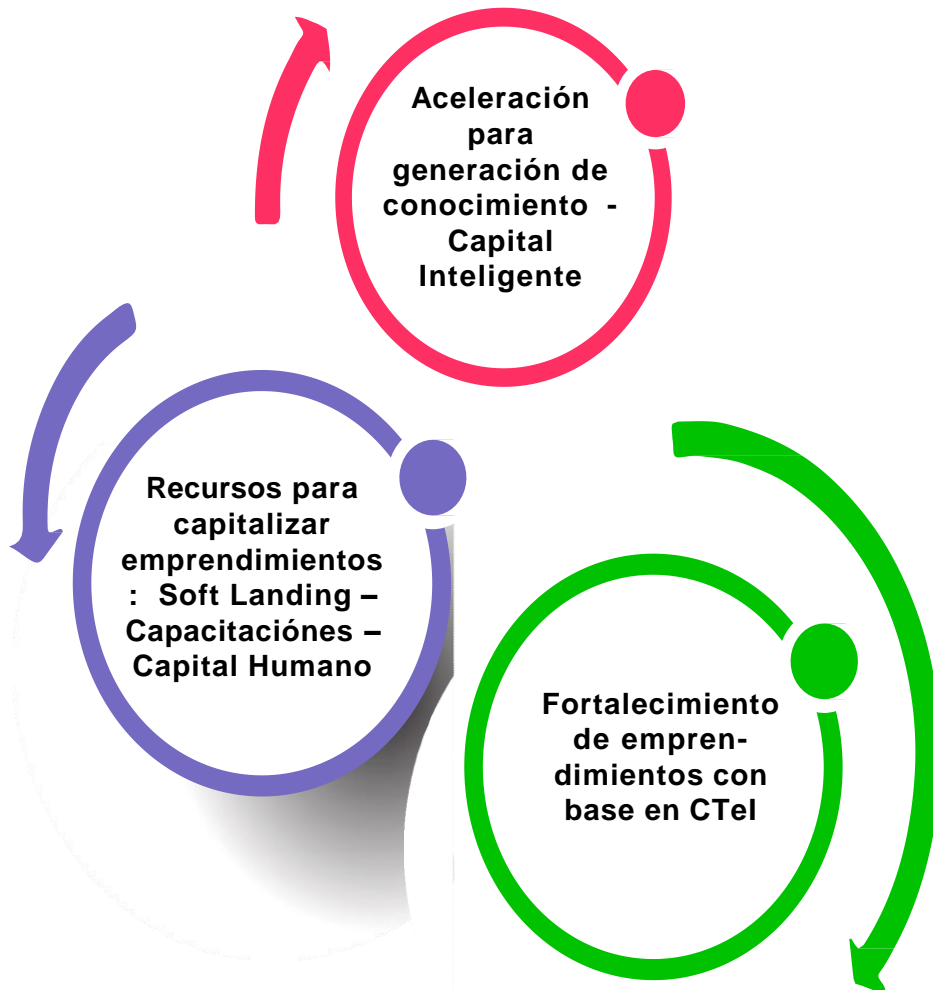 Aceleración
para
generación de
conocimiento -
Capital
Inteligente
Recursos para
capitalizar
emprendimientos
: Soft Landing –
Capacitaciónes –
Capital Humano
Fortalecimiento
de empren-
dimientos con
base en CTeI